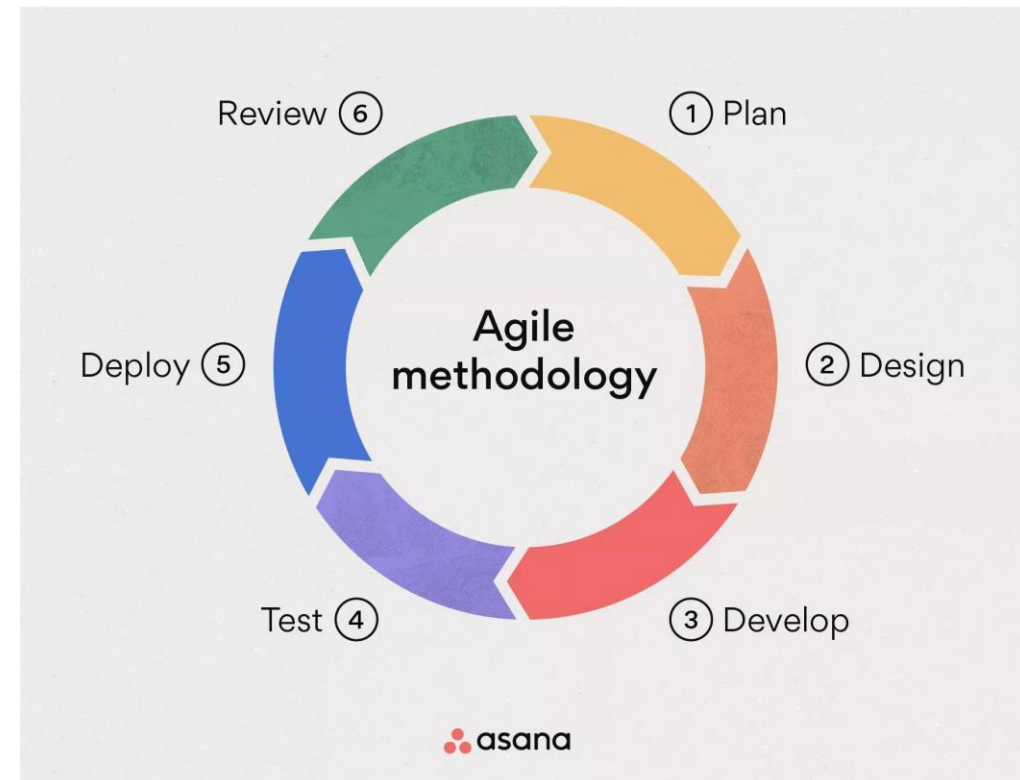 Review 6
1 Plan
Agile
methodology
Deploy 5
2 Design
Test 4
3 Develop
asana